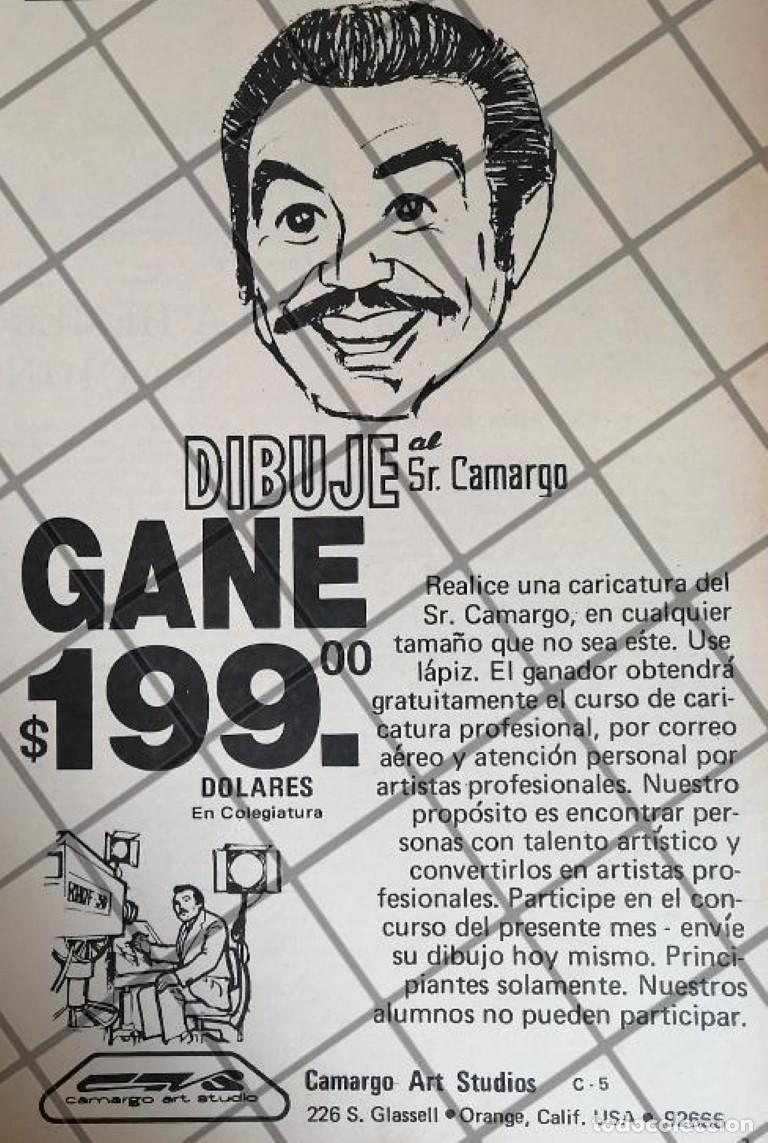 DIBUJE al
Sr. Camargo
GANE
$199.00
DOLARES
En Colegiatura
Realice una caricatura del
Sr. Camargo, en cualquier
tamaño que no sea éste. Use
lápiz. El ganador obtendrá
gratuitamente el curso de cari-
catura profesional, por correo
aéreo y atención personal por
artistas profesionales. Nuestro
propósito es encontrar per-
sonas con talento artístico y
convertirlos en artistas pro-
fesionales. Participe en el con-
curso del presente mes - envíe
su dibujo hoy mismo. Princi-
piantes solamente. Nuestros
alumnos no pueden participar.
camargo art studio
Camargo Art Studios C-5
226 S. Glassell • Orange, Calif. USA •
todocoleccion